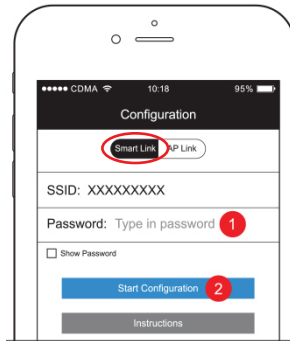 CDMA 10:18 95%
Configuration
Smart Link AP Link
SSID: XXXXXXXXX
Password: Type in password 1
Show Password
Start Configuration 2
Instructions